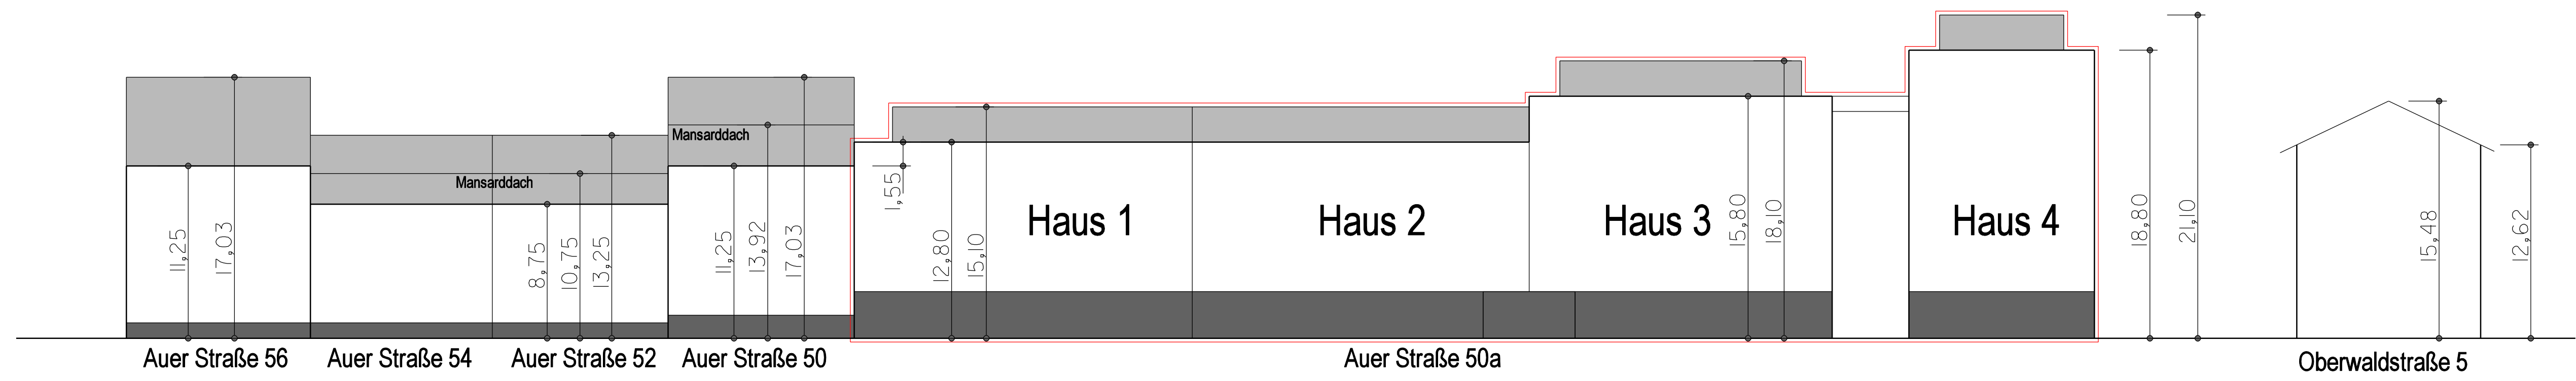 Mansarddach
Mansarddach
11,25
17,03
8,75
10,75
13,25
11,25
13,92
17,03
1,55
12,80
15,10
Haus 1
Haus 2
Haus 3
15,80
18,10
Haus 4
18,80
21,10
15,48
12,62
Auer Straße 56
Auer Straße 54
Auer Straße 52
Auer Straße 50
Auer Straße 50a
Oberwaldstraße 5